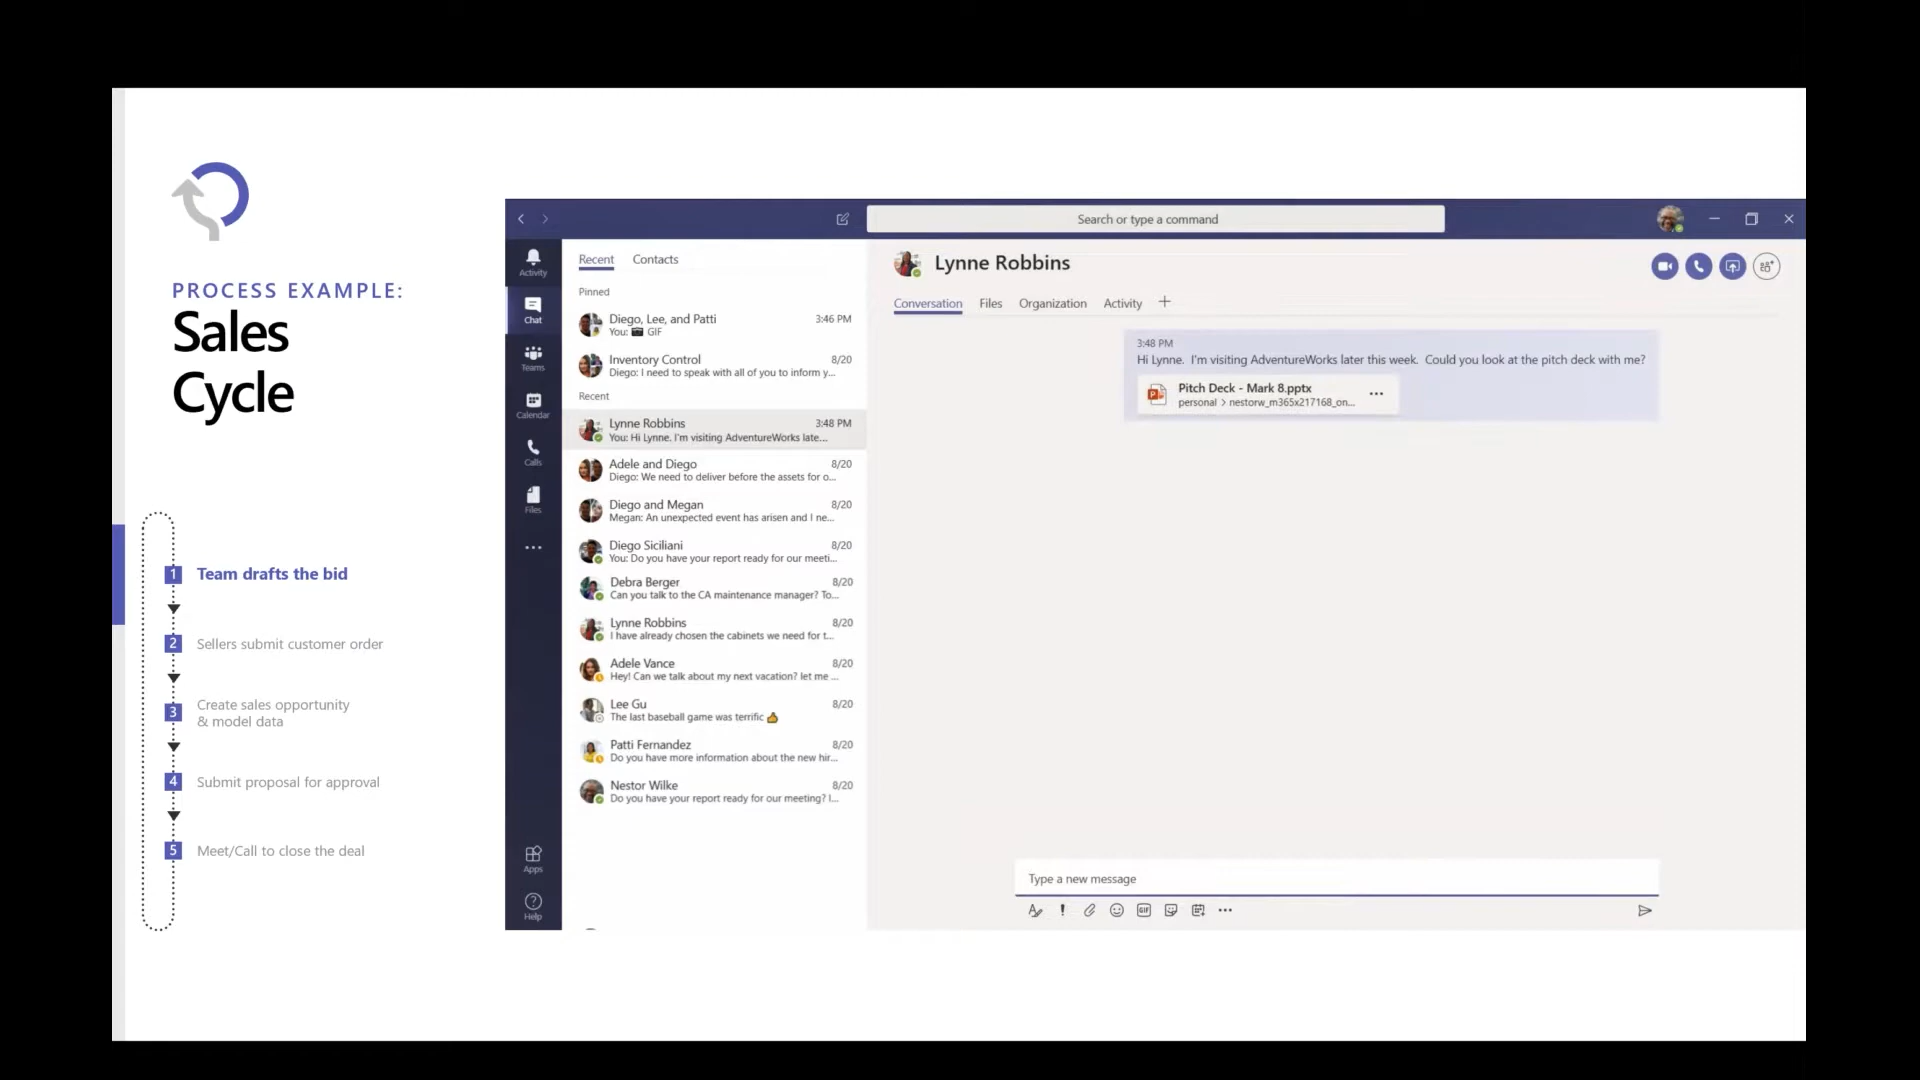 PROCESS EXAMPLE:
Sales
Cycle
1 Team drafts the bid
2 Sellers submit customer order
3 Create sales opportunity
& model data
4 Submit proposal for approval
5 Meet/Call to close the deal
Search or type a command
Activity
Chat
Teams
Calendar
Calls
Files
Apps
Help
Recent Contacts
Pinned
Diego, Lee, and Patti 3:46 PM
You: GIF
Inventory Control 8/20
Diego: I need to speak with all of you to inform y...
Recent
Lynne Robbins 3:48 PM
You: Hi Lynne. I'm visiting AdventureWorks late...
Adele and Diego 8/20
Diego: We need to deliver before the assets for o...
Diego and Megan 8/20
Megan: An unexpected event has arisen and I ne...
Diego Siciliani 8/20
You: Do you have your report ready for our meeti...
Debra Berger 8/20
Can you talk to the CA maintenance manager? To...
Lynne Robbins 8/20
I have already chosen the cabinets we need for t...
Adele Vance 8/20
Hey! Can we talk about my next vacation? let me ...
Lee Gu 8/20
The last baseball game was terrific 👍
Patti Fernandez 8/20
Do you have more information about the new hir...
Nestor Wilke 8/20
Do you have your report ready for our meeting? I...
Lynne Robbins
Conversation Files Organization Activity +
3:48 PM
Hi Lynne. I'm visiting AdventureWorks later this week. Could you look at the pitch deck with me?
Pitch Deck - Mark 8.pptx
personal > nestorw_m365x217168_on...
Type a new message
GIF